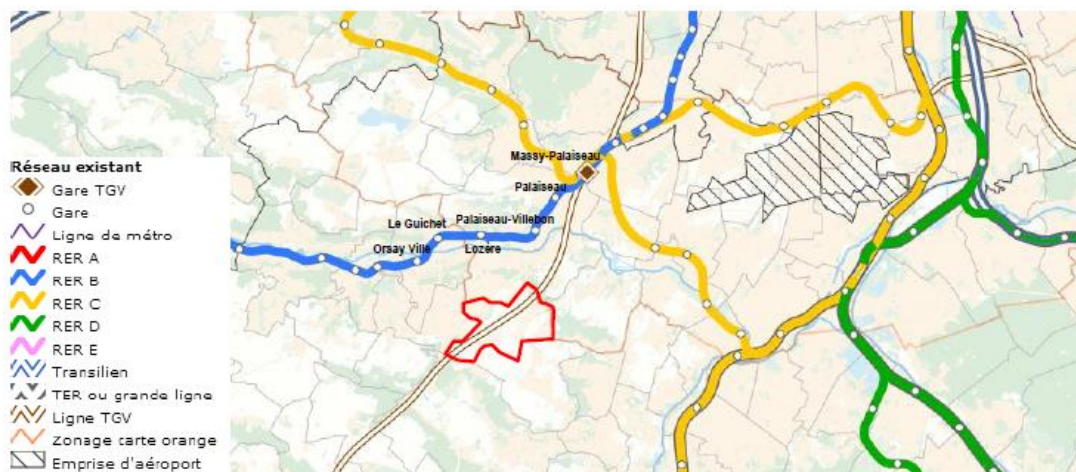 Massy-Palaiseau
Palaiseau
Le Guichet
Palaiseau-Villebon
Orsay Ville
Lozère
Réseau existant
Gare TGV
Gare
Ligne de métro
RER A
RER B
RER C
RER D
RER E
Transilien
TER ou grande ligne
Ligne TGV
Zonage carte orange
Emprise d'aéroport